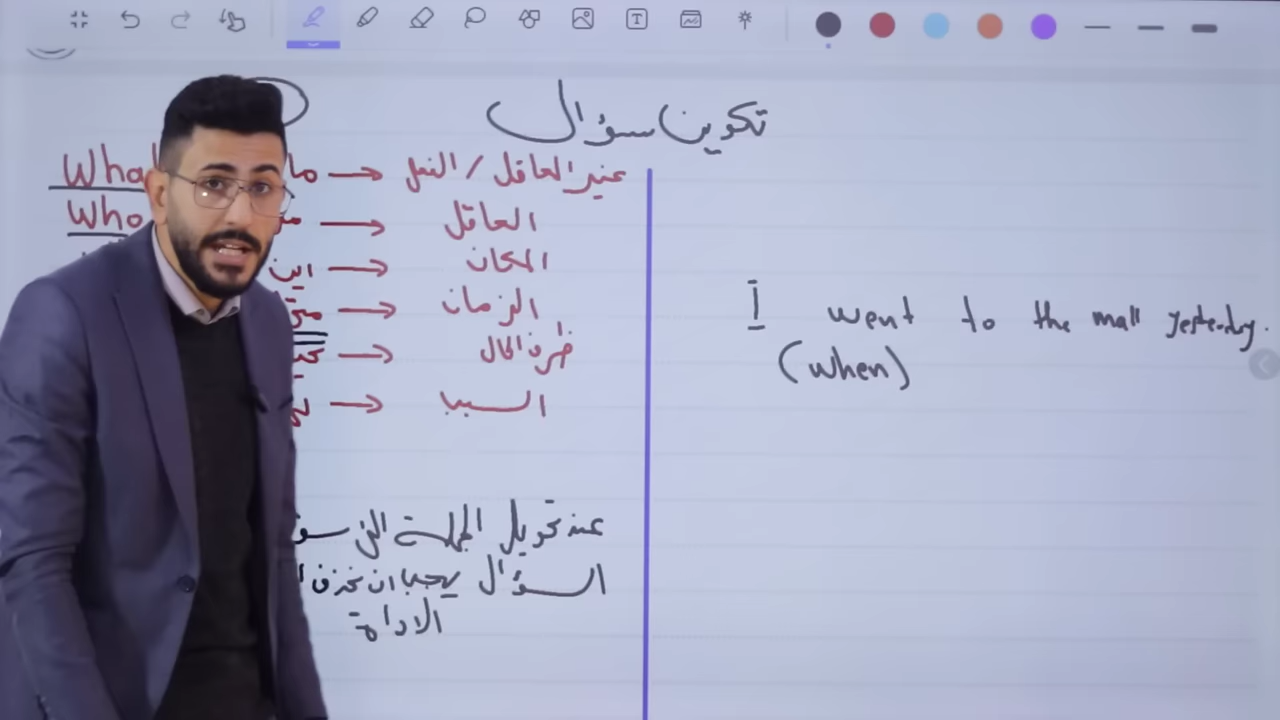 تكوين سؤال
What ما → غير العاقل / الفعل
Who → العاقل
اين → المكان
متى → الزمان
→ ظرف الحال
→ السبب
عند تحويل الجملة الى
السؤال يجب ان نحذف
الاداة
I went to the mall yesterday.
(when)